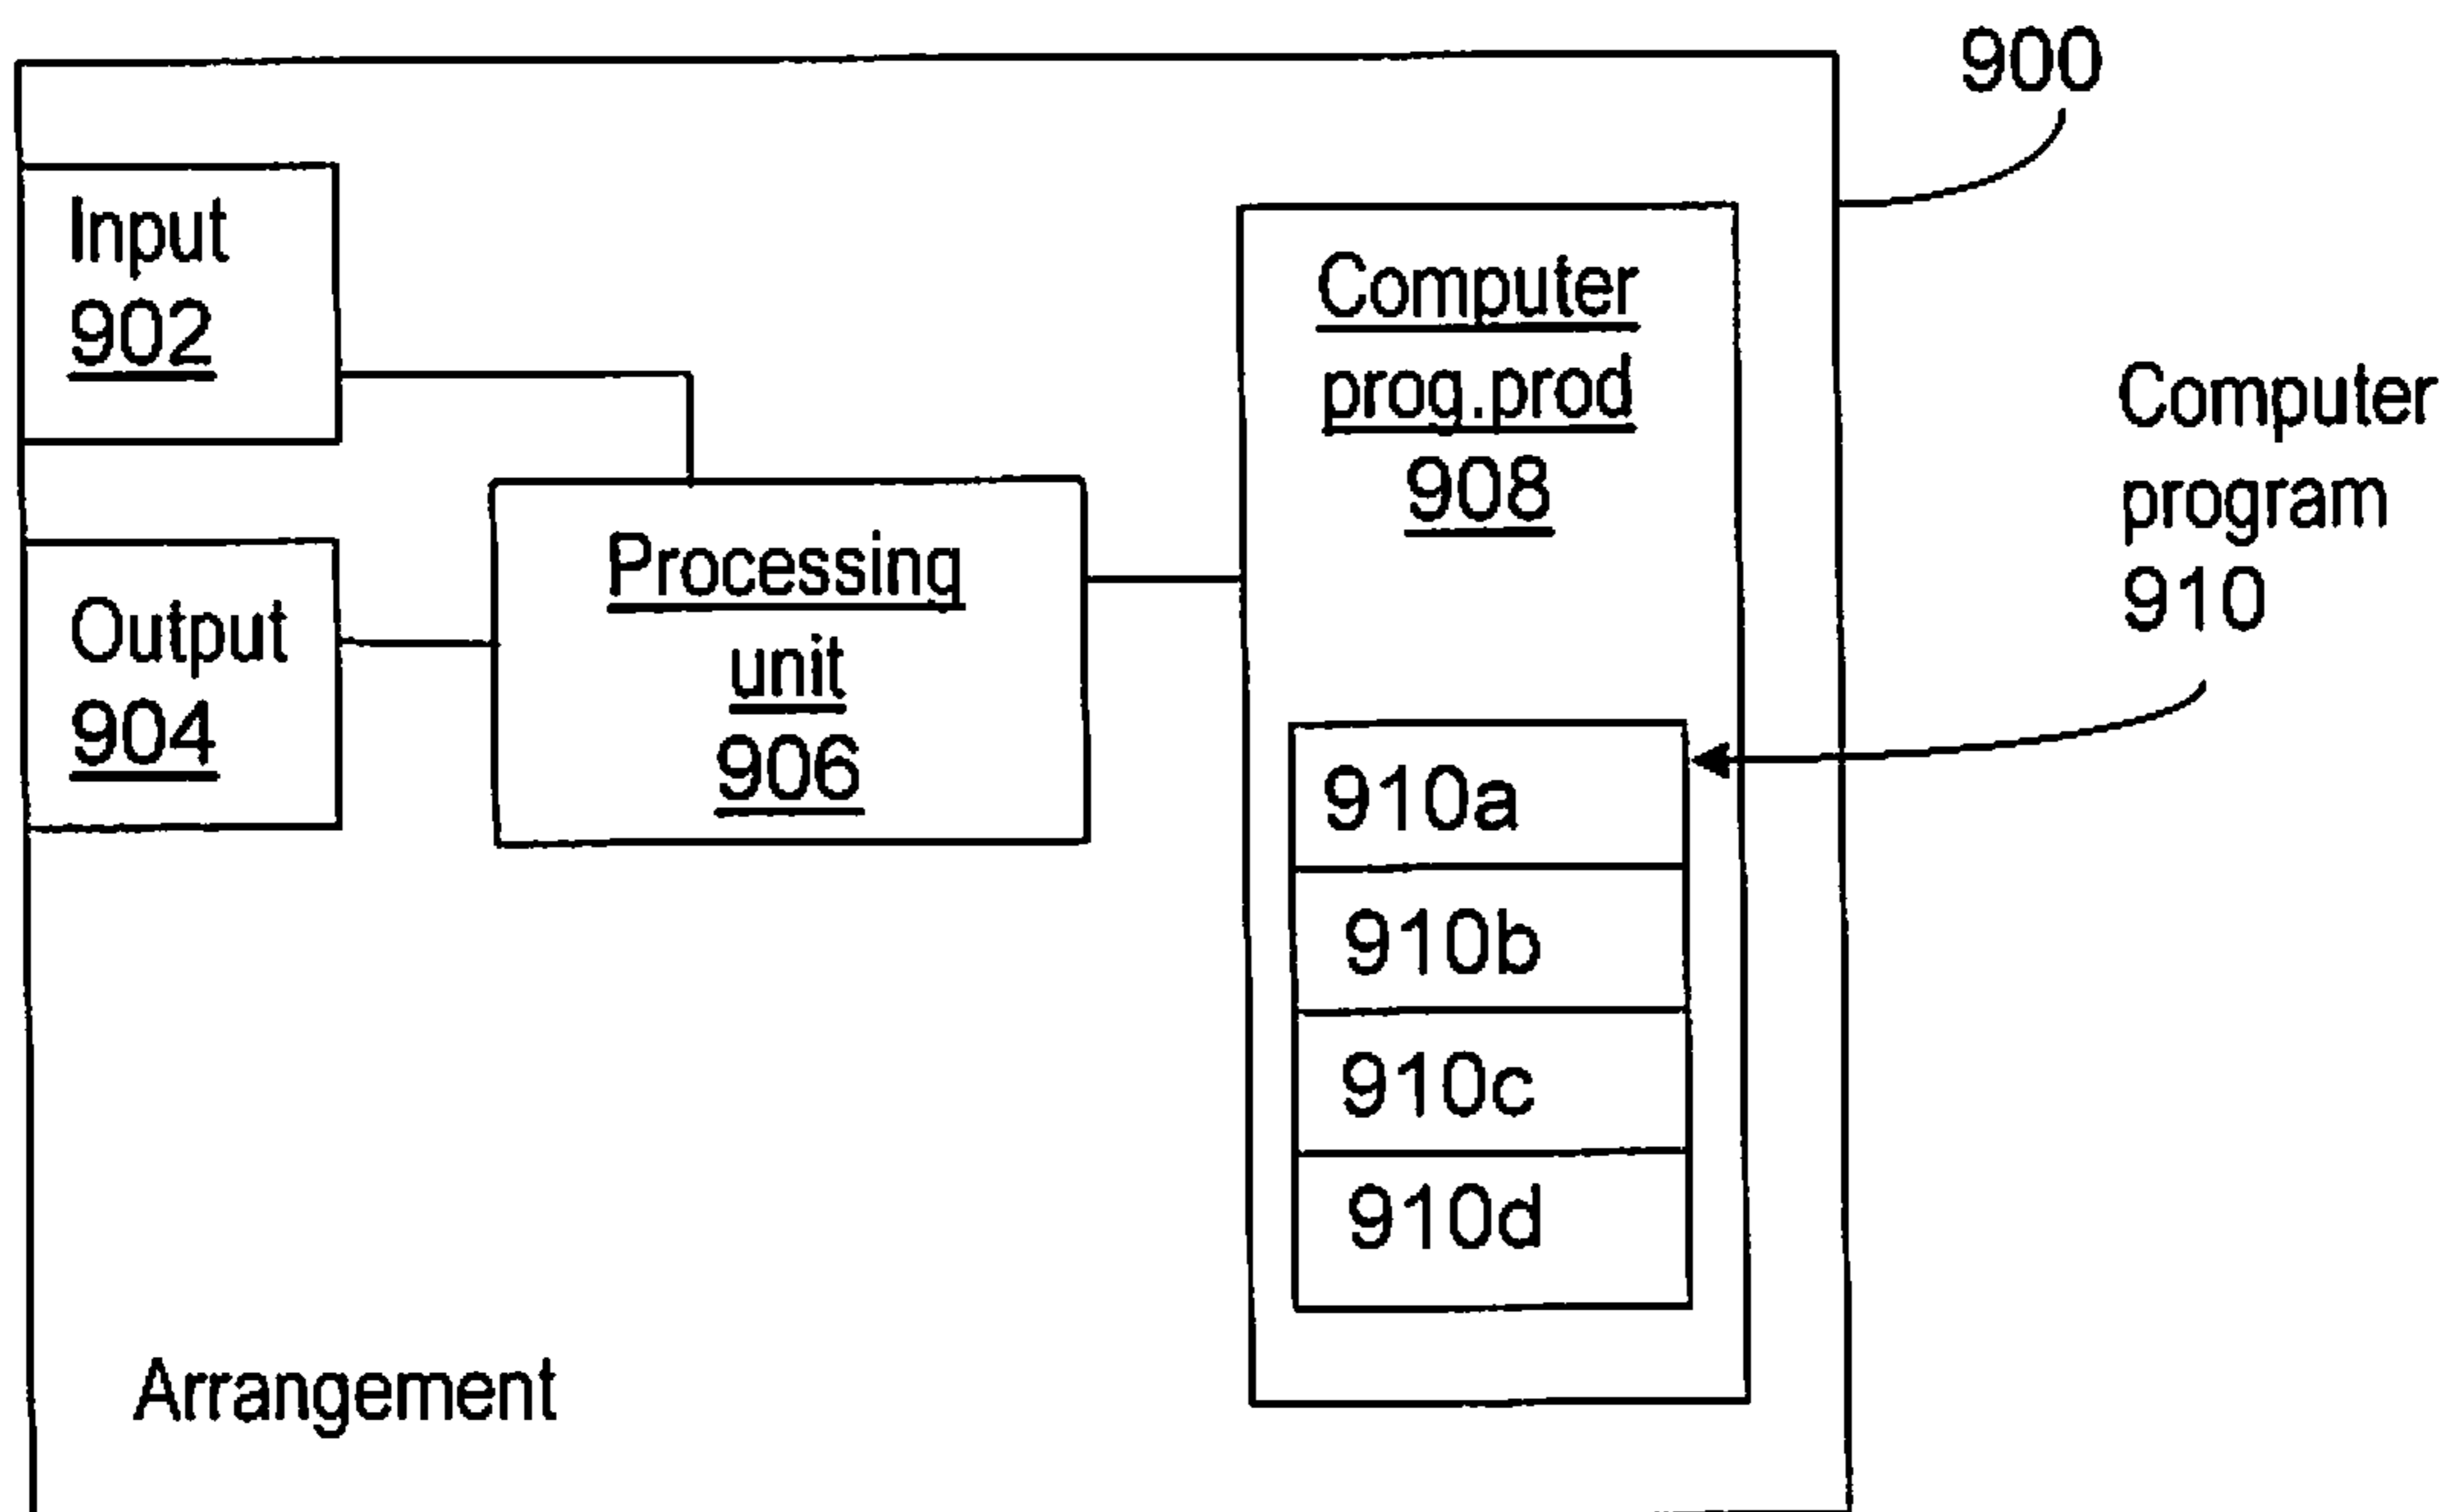 900
Input
902
Output
904
Processing
unit
906
Computer
prog.prod
908
Computer
program
910
910a
910b
910c
910d
Arrangement